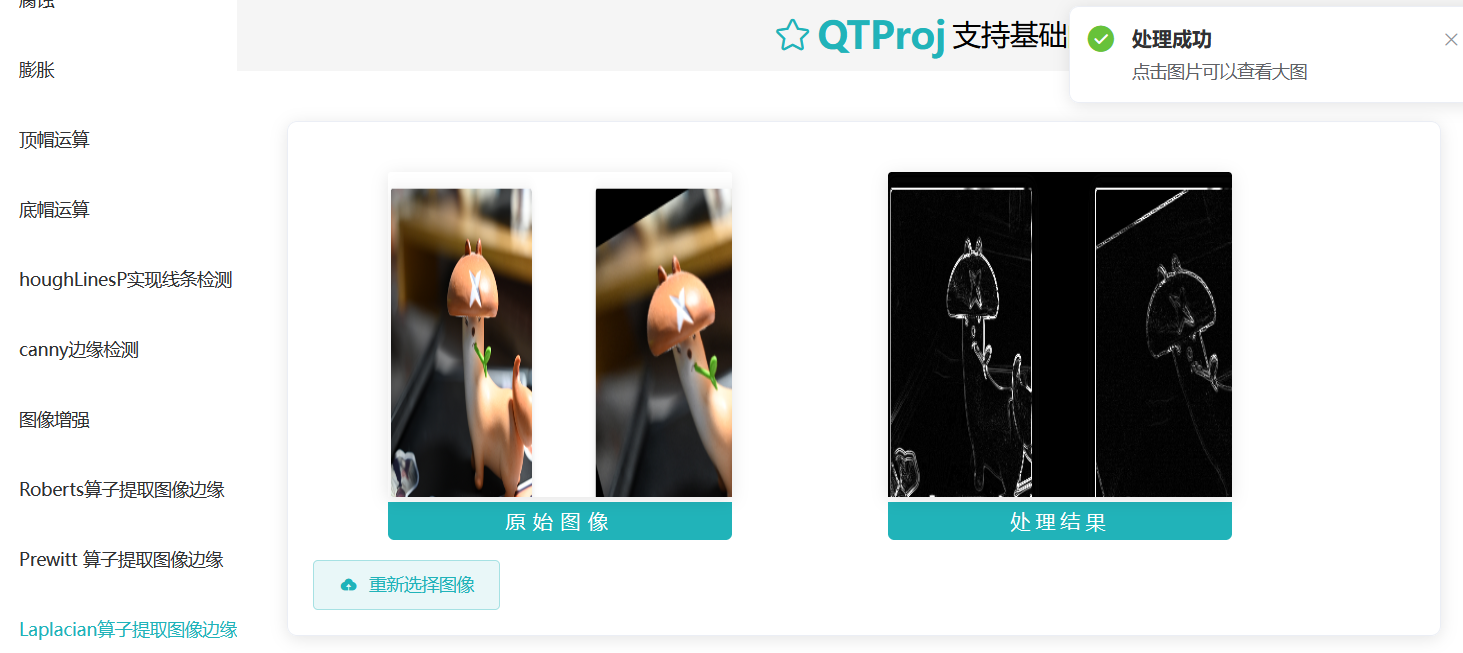 腐蚀
膨胀
顶帽运算
底帽运算
houghLinesP实现线条检测
canny边缘检测
图像增强
Roberts算子提取图像边缘
Prewitt 算子提取图像边缘
Laplacian算子提取图像边缘
QTProj 支持基础
处理成功
点击图片可以查看大图
原始图像
处理结果
重新选择图像